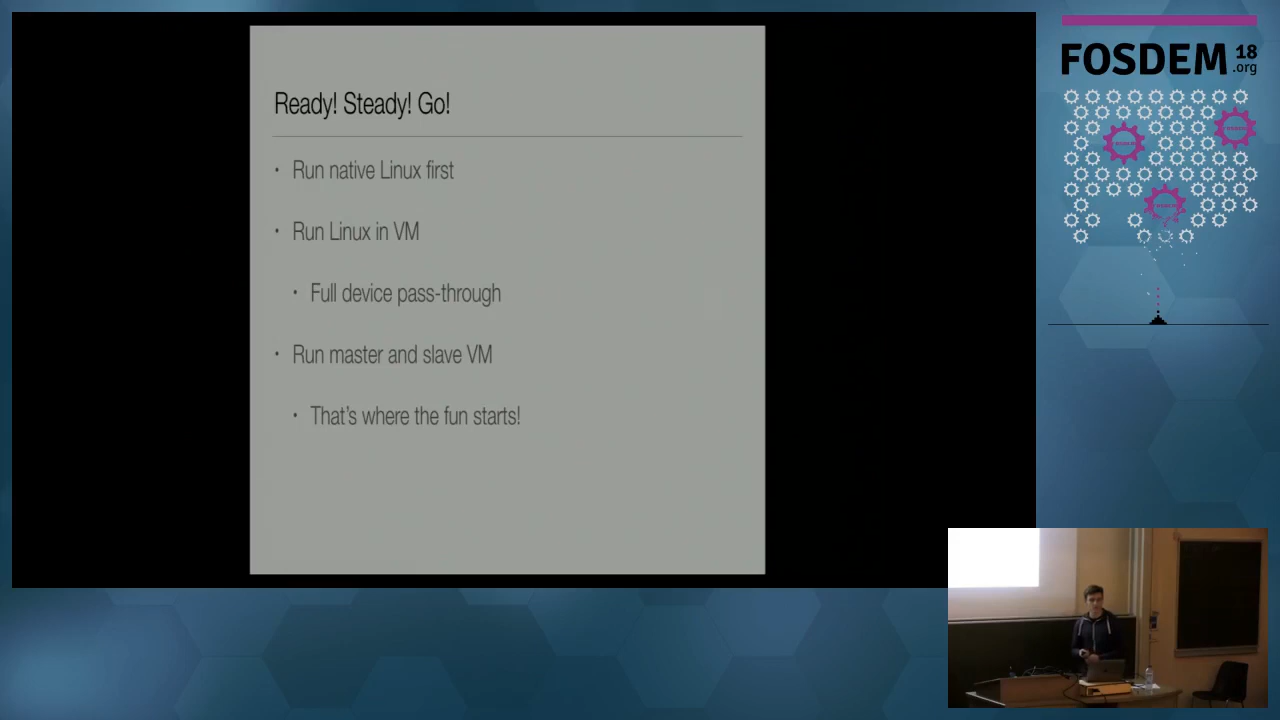 Ready! Steady! Go!
• Run native Linux first
• Run Linux in VM
• Full device pass-through
• Run master and slave VM
• That's where the fun starts!
FOSDEM 18
.org